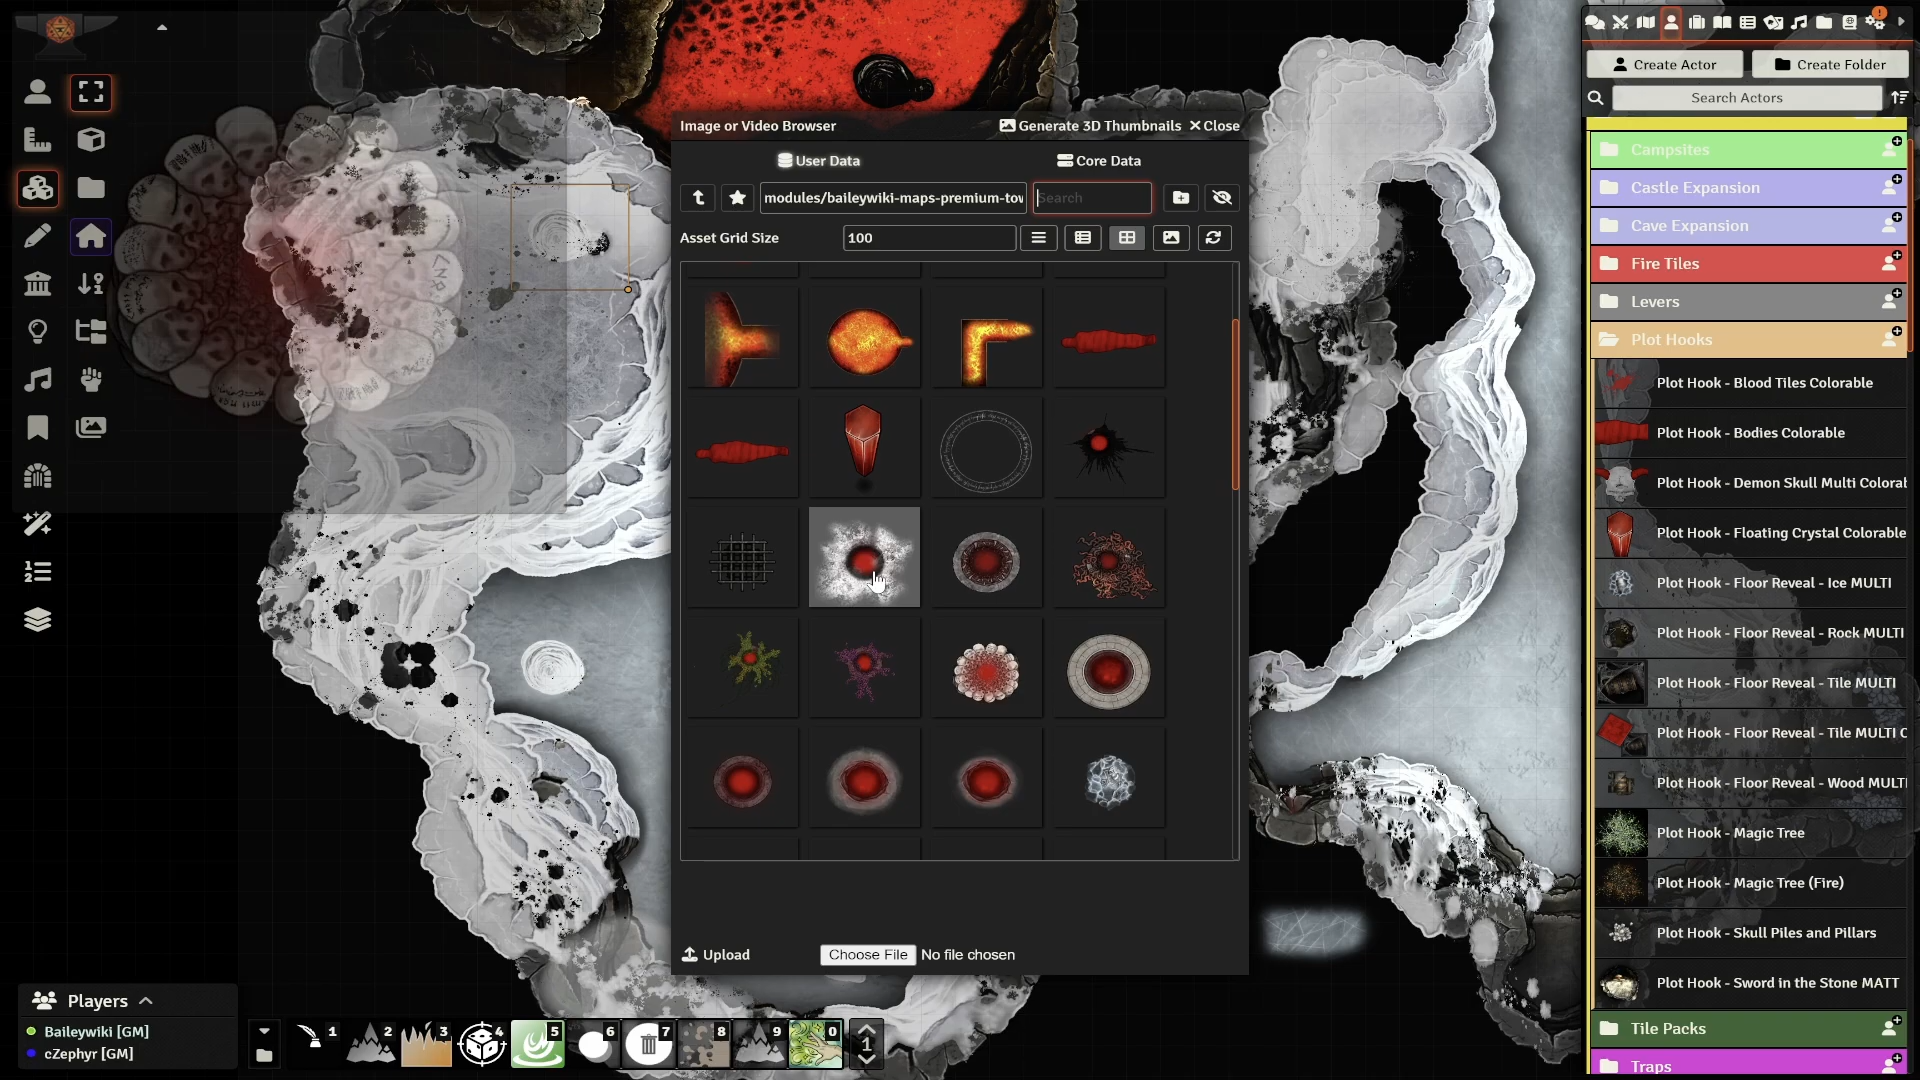 Image or Video Browser
Generate 3D Thumbnails
Close
User Data
Core Data
modules/baileywiki-maps-premium-tow
Search
Asset Grid Size
100
Upload
Choose File
No file chosen
Create Actor
Create Folder
Search Actors
Campsites
Castle Expansion
Cave Expansion
Fire Tiles
Levers
Plot Hooks
Plot Hook - Blood Tiles Colorable
Plot Hook - Bodies Colorable
Plot Hook - Demon Skull Multi Colorab
Plot Hook - Floating Crystal Colorable
Plot Hook - Floor Reveal - Ice MULTI
Plot Hook - Floor Reveal - Rock MULTI
Plot Hook - Floor Reveal - Tile MULTI
Plot Hook - Floor Reveal - Tile MULTI C
Plot Hook - Floor Reveal - Wood MULTI
Plot Hook - Magic Tree
Plot Hook - Magic Tree (Fire)
Plot Hook - Skull Piles and Pillars
Plot Hook - Sword in the Stone MATT
Tile Packs
Traps
Players
Baileywiki [GM]
cZephyr [GM]
1
2
3
4
5
6
7
8
9
0
1